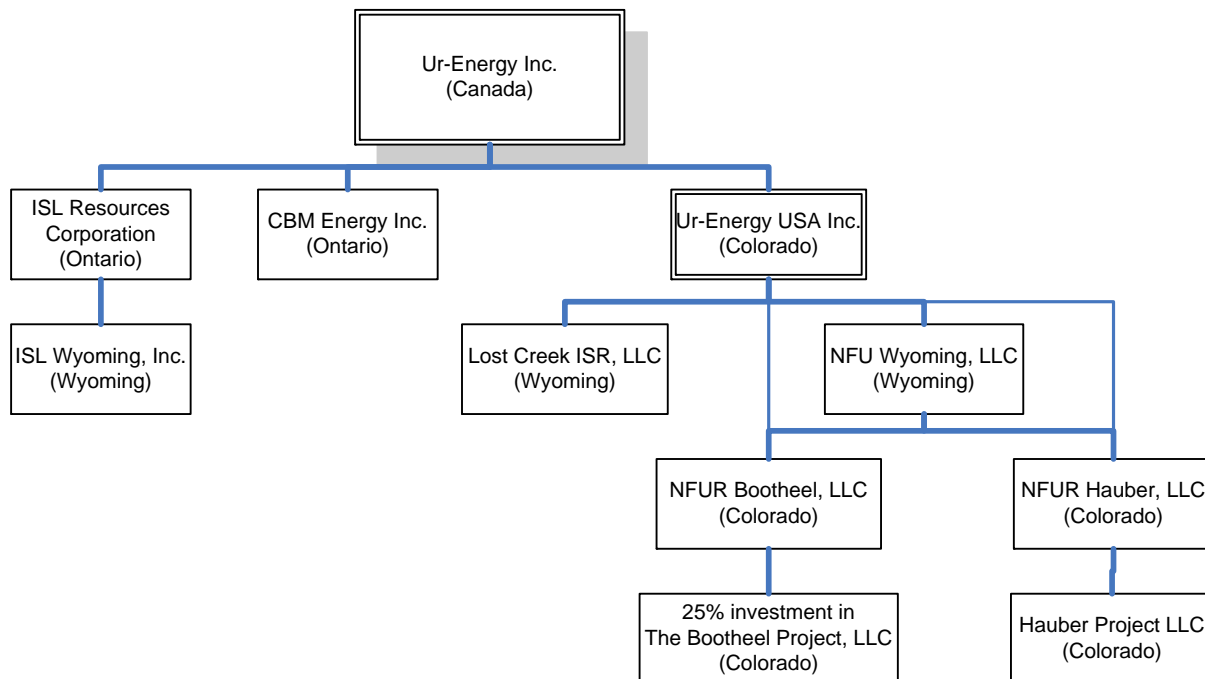 Ur-Energy Inc.
(Canada)
ISL Resources
Corporation
(Ontario)
CBM Energy Inc.
(Ontario)
Ur-Energy USA Inc.
(Colorado)
ISL Wyoming, Inc.
(Wyoming)
Lost Creek ISR, LLC
(Wyoming)
NFU Wyoming, LLC
(Wyoming)
NFUR Bootheel, LLC
(Colorado)
NFUR Hauber, LLC
(Colorado)
25% investment in
The Bootheel Project, LLC
(Colorado)
Hauber Project LLC
(Colorado)